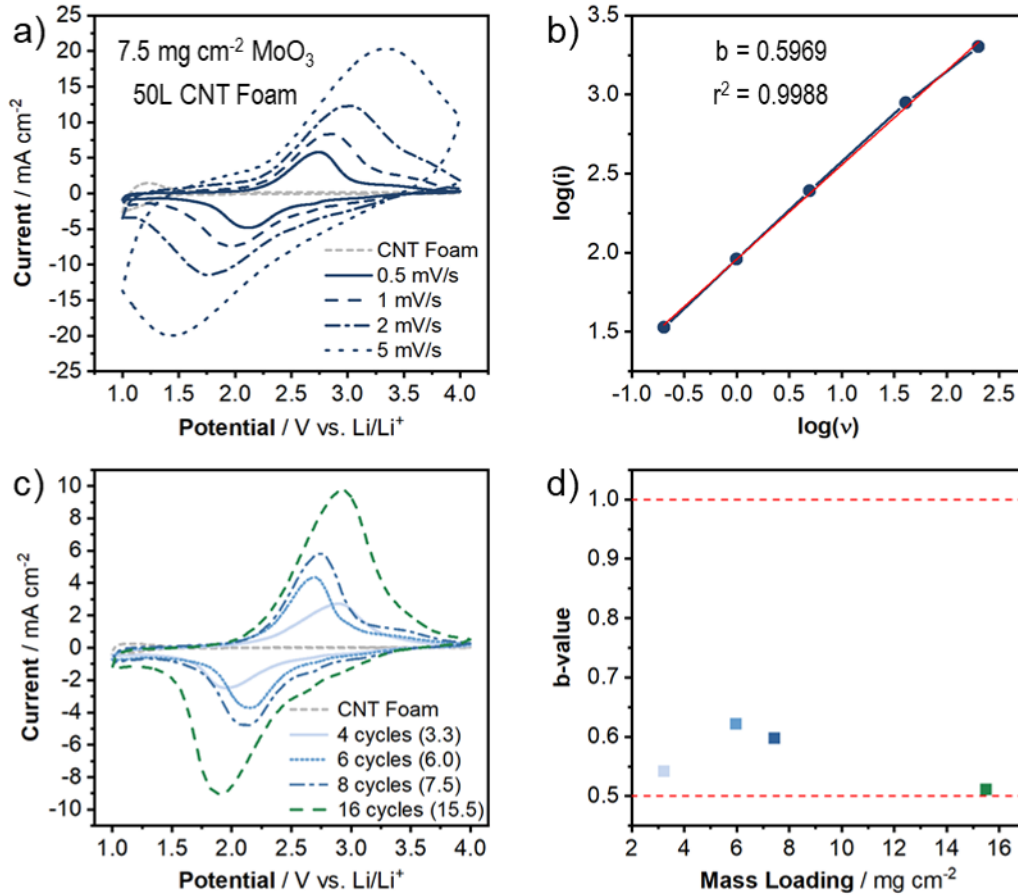 a)
7.5 mg cm⁻² MoO₃
50L CNT Foam
25
20
15
10
5
0
-5
-10
-15
-20
-25
Current / mA cm⁻²
CNT Foam
0.5 mV/s
1 mV/s
2 mV/s
5 mV/s
1.0 1.5 2.0 2.5 3.0 3.5 4.0
Potential / V vs. Li/Li⁺
b)
b = 0.5969
r² = 0.9988
3.5
3.0
2.5
2.0
1.5
log(i)
-1.0 -0.5 0.0 0.5 1.0 1.5 2.0 2.5
log(ν)
c)
10
8
6
4
2
0
-2
-4
-6
-8
-10
Current / mA cm⁻²
CNT Foam
4 cycles (3.3)
6 cycles (6.0)
8 cycles (7.5)
16 cycles (15.5)
1.0 1.5 2.0 2.5 3.0 3.5 4.0
Potential / V vs. Li/Li⁺
d)
1.0
0.9
0.8
0.7
0.6
0.5
b-value
2 4 6 8 10 12 14 16
Mass Loading / mg cm⁻²